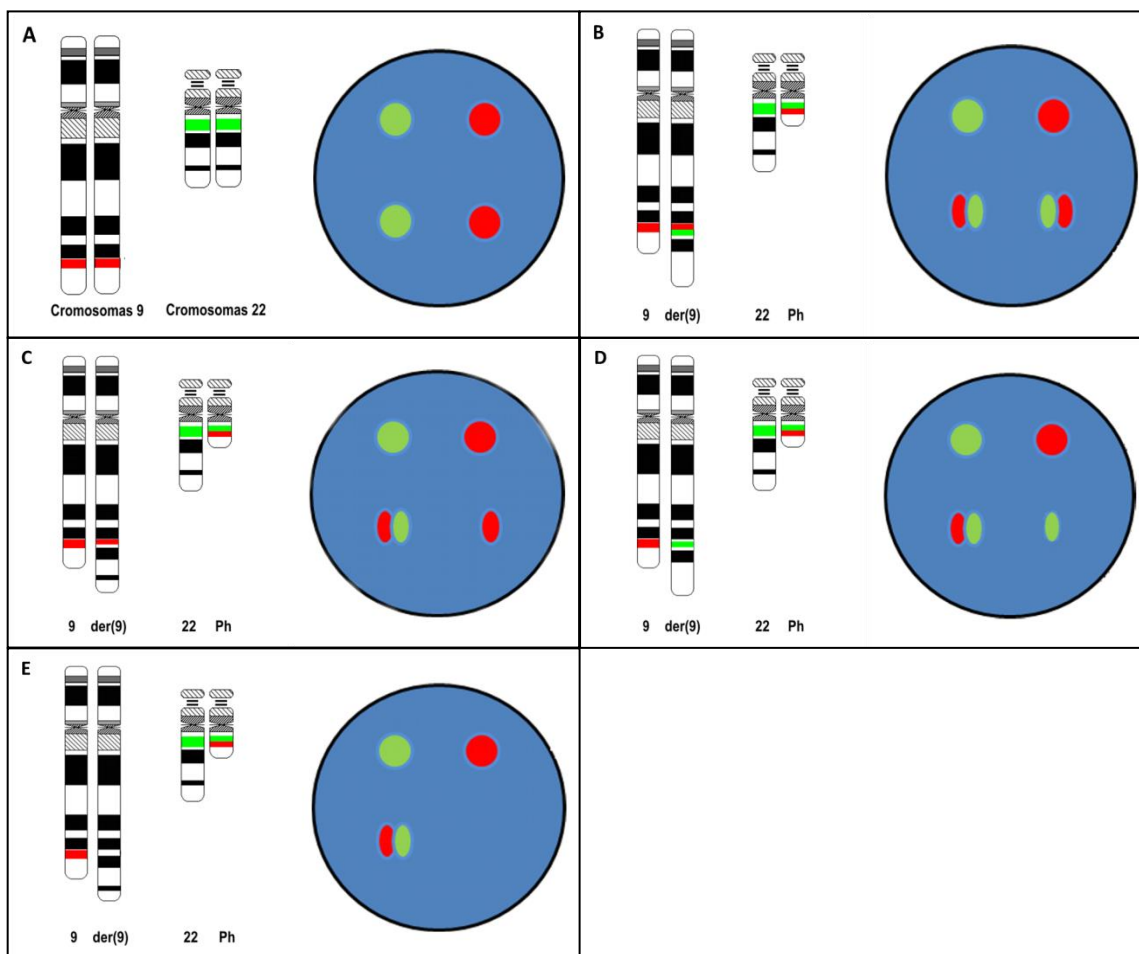 A
Cromosomas 9 Cromosomas 22
B
9 der(9) 22 Ph
C
9 der(9) 22 Ph
D
9 der(9) 22 Ph
E
9 der(9) 22 Ph